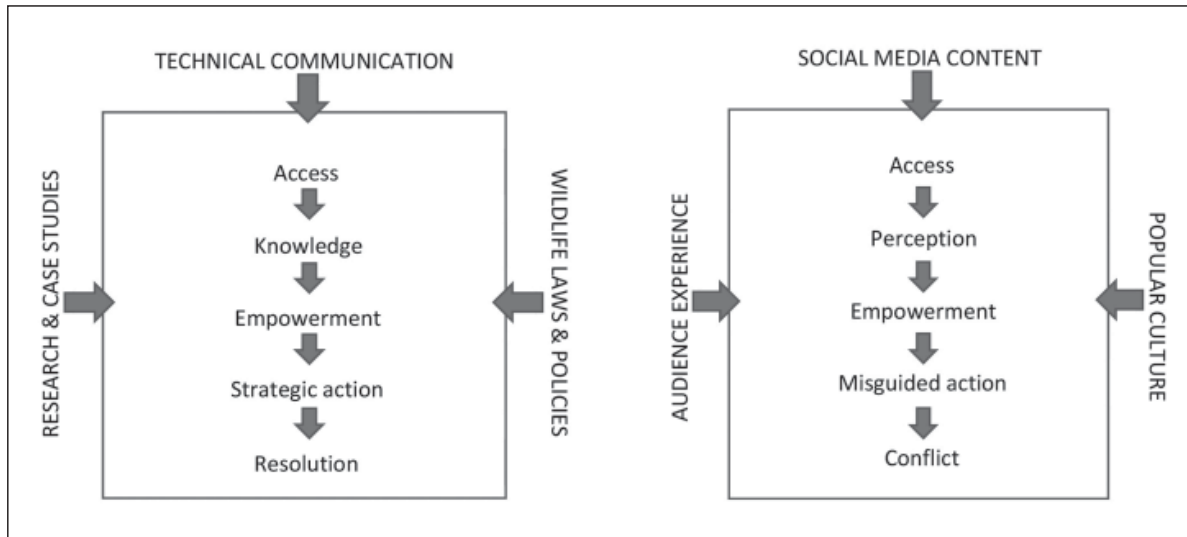 TECHNICAL COMMUNICATION
RESEARCH & CASE STUDIES
Access
Knowledge
Empowerment
Strategic action
Resolution
WILDLIFE LAWS & POLICIES
SOCIAL MEDIA CONTENT
AUDIENCE EXPERIENCE
Access
Perception
Empowerment
Misguided action
Conflict
POPULAR CULTURE